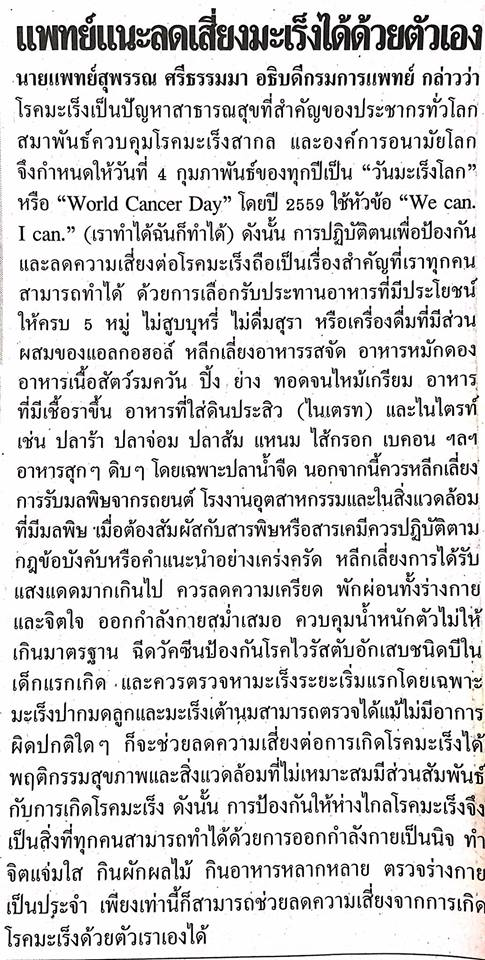 แพทย์แนะลดเสี่ยงมะเร็งได้ด้วยตัวเอง
นายแพทย์สุพรรณ ศรีธรรมมา อธิบดีกรมการแพทย์ กล่าวว่า
โรคมะเร็งเป็นปัญหาสาธารณสุขที่สำคัญของประชากรทั่วโลก
สมาพันธ์ควบคุมโรคมะเร็งสากล และองค์การอนามัยโลก
จึงกำหนดให้วันที่ 4 กุมภาพันธ์ของทุกปีเป็น “วันมะเร็งโลก”
หรือ “World Cancer Day” โดยปี 2559 ใช้หัวข้อ “We can.
I can.” (เราทำได้ฉันก็ทำได้) ดังนั้น การปฏิบัติตนเพื่อป้องกัน
และลดความเสี่ยงต่อโรคมะเร็งถือเป็นเรื่องสำคัญที่เราทุกคน
สามารถทำได้ ด้วยการเลือกรับประทานอาหารที่มีประโยชน์
ให้ครบ 5 หมู่ ไม่สูบบุหรี่ ไม่ดื่มสุรา หรือเครื่องดื่มที่มีส่วน
ผสมของแอลกอฮอล์ หลีกเลี่ยงอาหารรสจัด อาหารหมักดอง
อาหารเนื้อสัตว์รมควัน ปิ้ง ย่าง ทอดจนไหม้เกรียม อาหาร
ที่มีเชื้อราขึ้น อาหารที่ใส่ดินประสิว (ไนเตรท) และไนไตรท์
เช่น ปลาร้า ปลาจ่อม ปลาส้ม แหนม ไส้กรอก เบคอน ฯลฯ
อาหารสุกๆ ดิบๆ โดยเฉพาะปลาน้ำจืด นอกจากนี้ควรหลีกเลี่ยง
การรับมลพิษจากรถยนต์ โรงงานอุตสาหกรรมและในสิ่งแวดล้อม
ที่มีมลพิษ เมื่อต้องสัมผัสกับสารพิษหรือสารเคมีควรปฏิบัติตาม
กฎข้อบังคับหรือคำแนะนำอย่างเคร่งครัด หลีกเลี่ยงการได้รับ
แสงแดดมากเกินไป ควรลดความเครียด พักผ่อนทั้งร่างกาย
และจิตใจ ออกกำลังกายสม่ำเสมอ ควบคุมน้ำหนักตัวไม่ให้
เกินมาตรฐาน ฉีดวัคซีนป้องกันโรคไวรัสตับอักเสบชนิดบีใน
เด็กแรกเกิด และควรตรวจหามะเร็งระยะเริ่มแรกโดยเฉพาะ
มะเร็งปากมดลูกและมะเร็งเต้านมสามารถตรวจได้แม้ไม่มีอาการ
ผิดปกติใดๆ ก็จะช่วยลดความเสี่ยงต่อการเกิดโรคมะเร็งได้
พฤติกรรมสุขภาพและสิ่งแวดล้อมที่ไม่เหมาะสมมีส่วนสัมพันธ์
กับการเกิดโรคมะเร็ง ดังนั้น การป้องกันให้ห่างไกลโรคมะเร็งจึง
เป็นสิ่งที่ทุกคนสามารถทำได้ด้วยการออกกำลังกายเป็นนิจ ทำ
จิตแจ่มใส กินผักผลไม้ กินอาหารหลากหลาย ตรวจร่างกาย
เป็นประจำ เพียงเท่านี้ก็สามารถช่วยลดความเสี่ยงจากการเกิด
โรคมะเร็งด้วยตัวเราเองได้